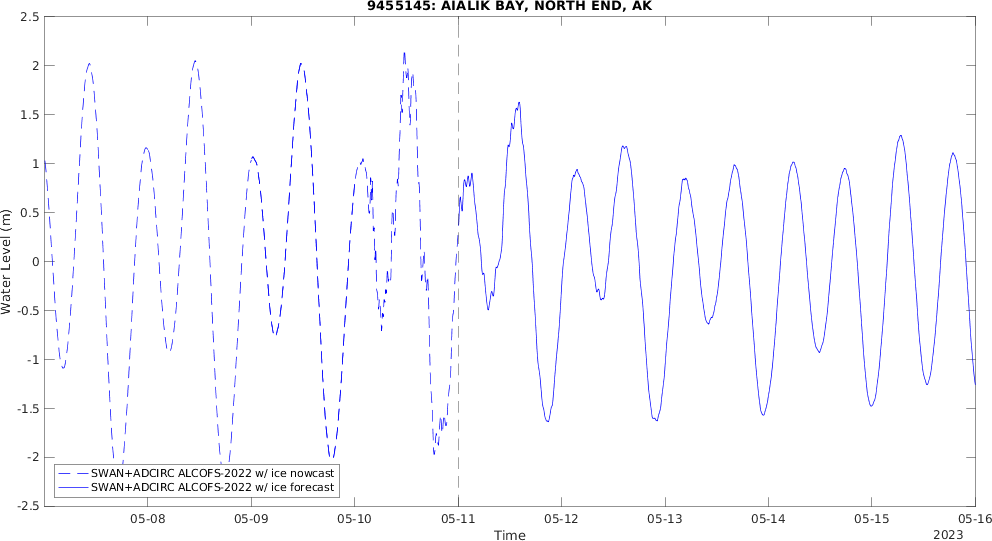 9455145: AIALIK BAY, NORTH END, AK
2.5
2
1.5
1
0.5
0
-0.5
-1
-1.5
-2
-2.5
Water Level (m)
SWAN+ADCIRC ALCOFS-2022 w/ ice nowcast
SWAN+ADCIRC ALCOFS-2022 w/ ice forecast
05-08 05-09 05-10 05-11 05-12 05-13 05-14 05-15 05-16
Time
2023